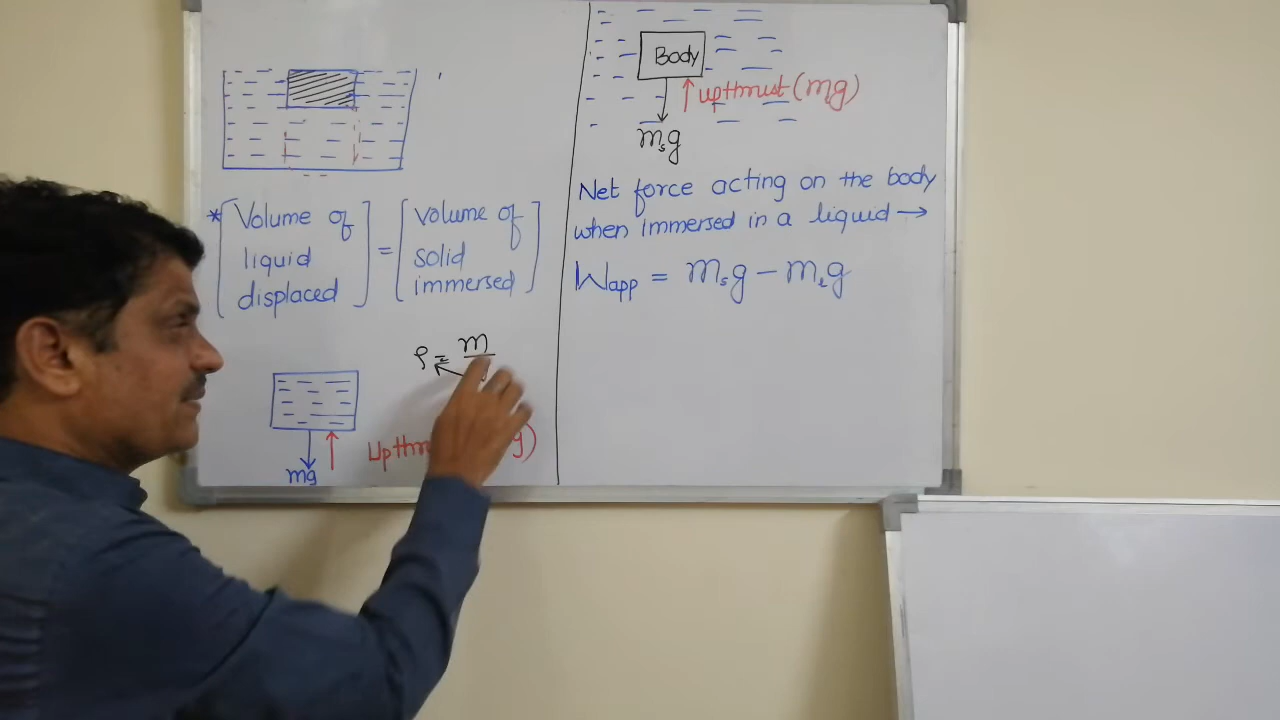 * [Volume of liquid displaced] = [volume of solid immersed]
ρ = m
mg
Body
upthrust (mg)
mₛg
Net force acting on the body
when immersed in a liquid →
Wapp = mₛg − mₗg